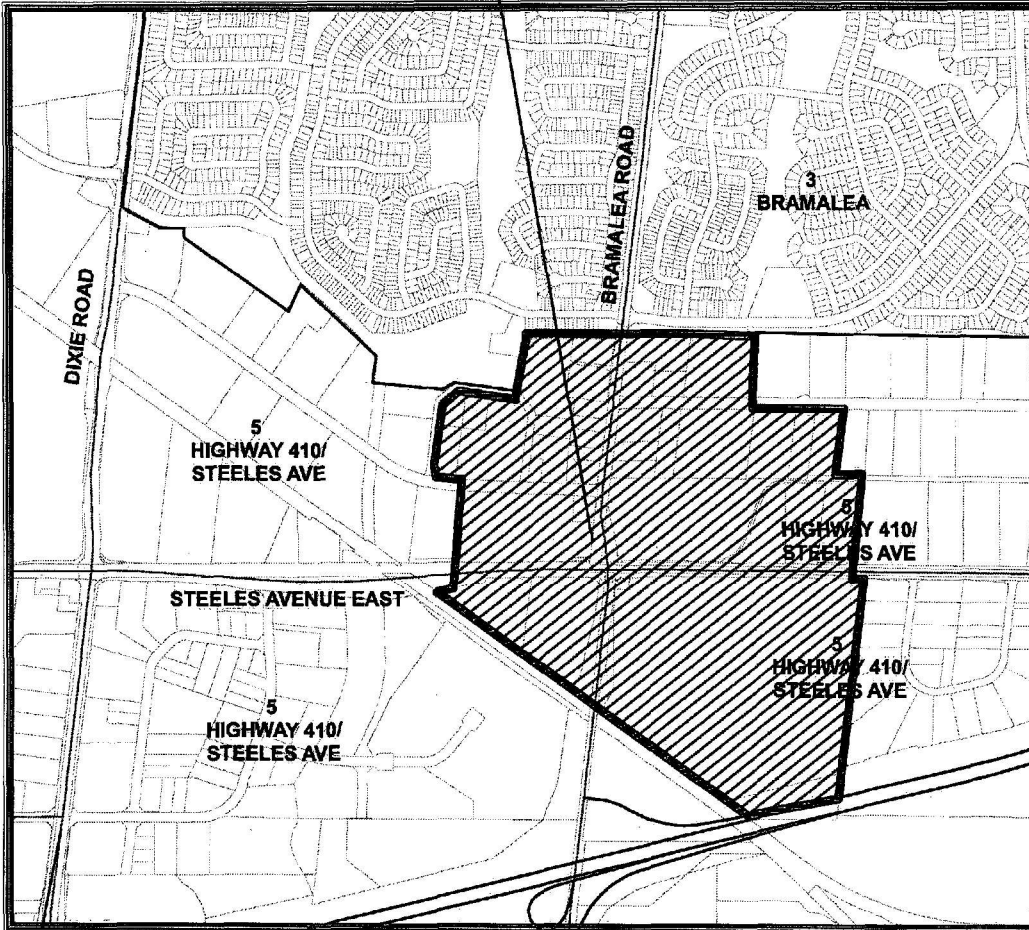 BRAMALEA ROAD
3
BRAMALEA
DIXIE ROAD
5
HIGHWAY 410/
STEELES AVE
5
HIGHWAY 410/
STEELES AVE
STEELES AVENUE EAST
5
HIGHWAY 410/
STEELES AVE
5
HIGHWAY 410/
STEELES AVE